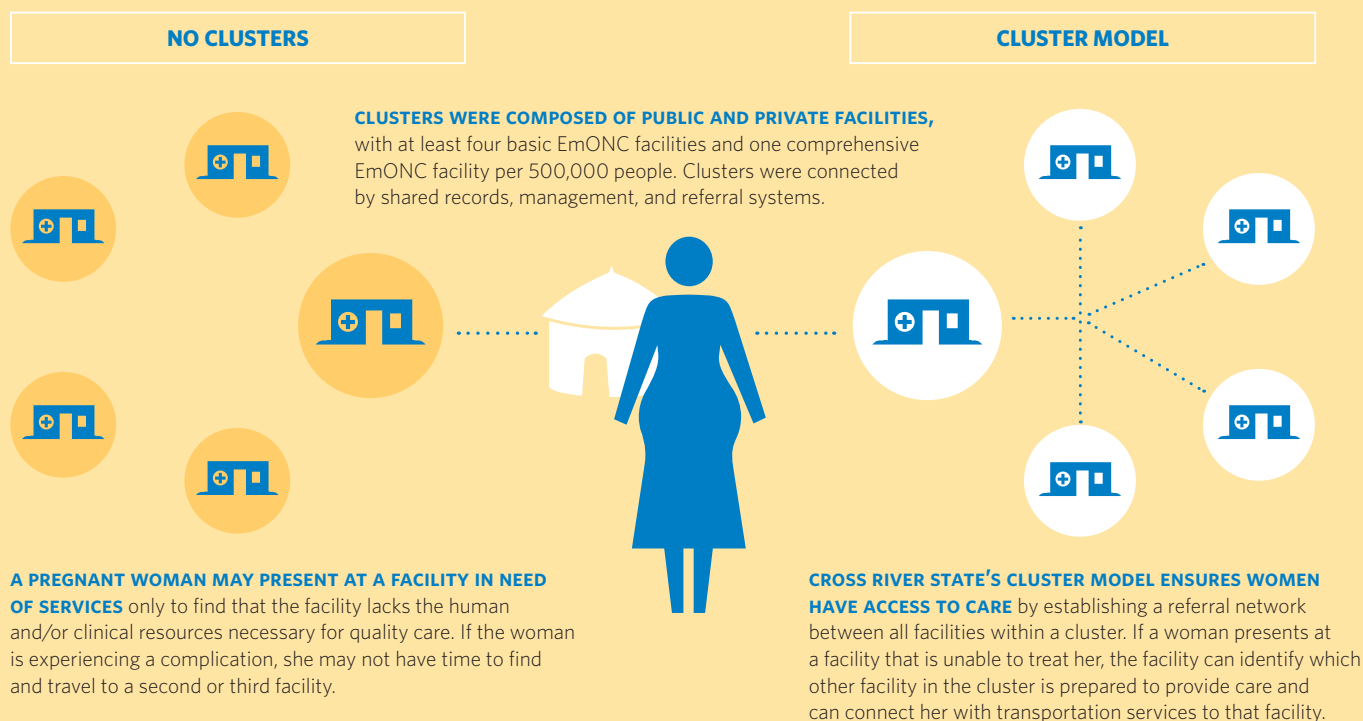 NO CLUSTERS
CLUSTER MODEL
CLUSTERS WERE COMPOSED OF PUBLIC AND PRIVATE FACILITIES,
with at least four basic EmONC facilities and one comprehensive
EmONC facility per 500,000 people. Clusters were connected
by shared records, management, and referral systems.
A PREGNANT WOMAN MAY PRESENT AT A FACILITY IN NEED
OF SERVICES only to find that the facility lacks the human
and/or clinical resources necessary for quality care. If the woman
is experiencing a complication, she may not have time to find
and travel to a second or third facility.
CROSS RIVER STATE'S CLUSTER MODEL ENSURES WOMEN
HAVE ACCESS TO CARE by establishing a referral network
between all facilities within a cluster. If a woman presents at
a facility that is unable to treat her, the facility can identify which
other facility in the cluster is prepared to provide care and
can connect her with transportation services to that facility.